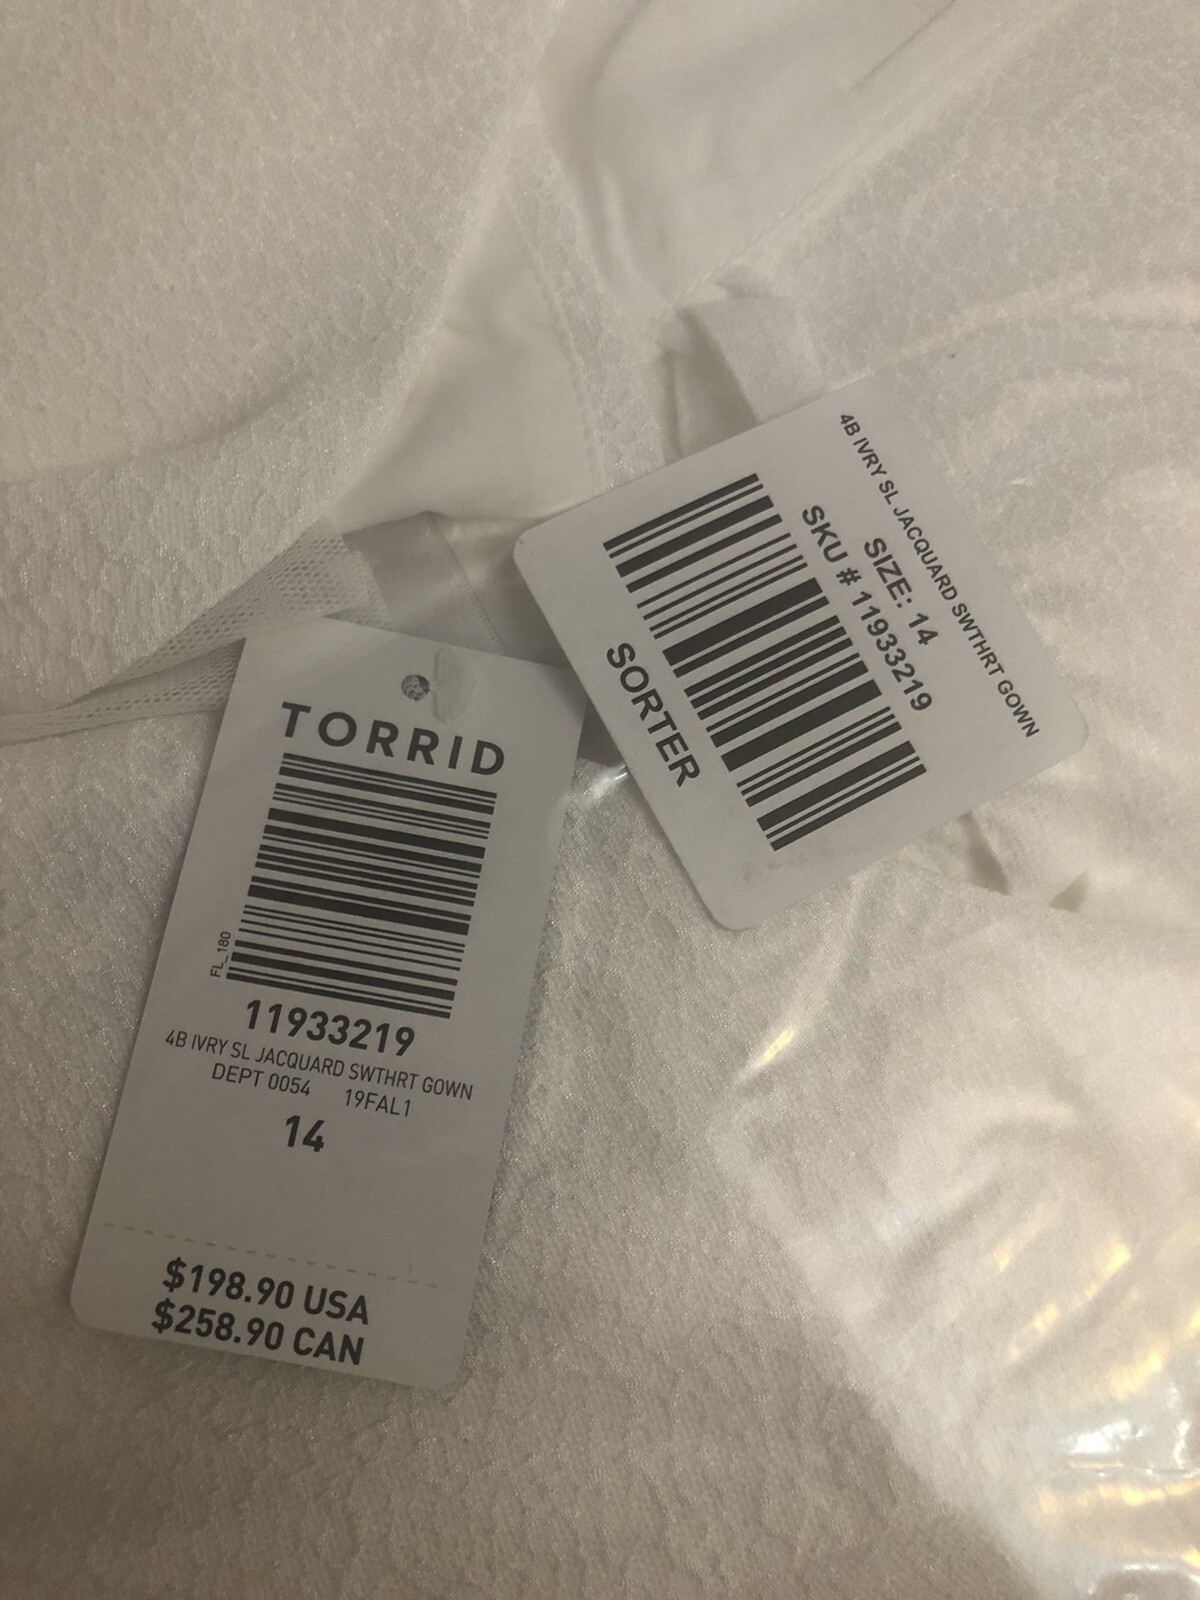 TORRID
FL_180
11933219
4B IVRY SL JACQUARD SWTHRT GOWN
DEPT 0054 19FAL1
14
$198.90 USA
$258.90 CAN
4B IVRY SL JACQUARD SWTHRT GOWN
SIZE: 14
SKU # 11933219
SORTER